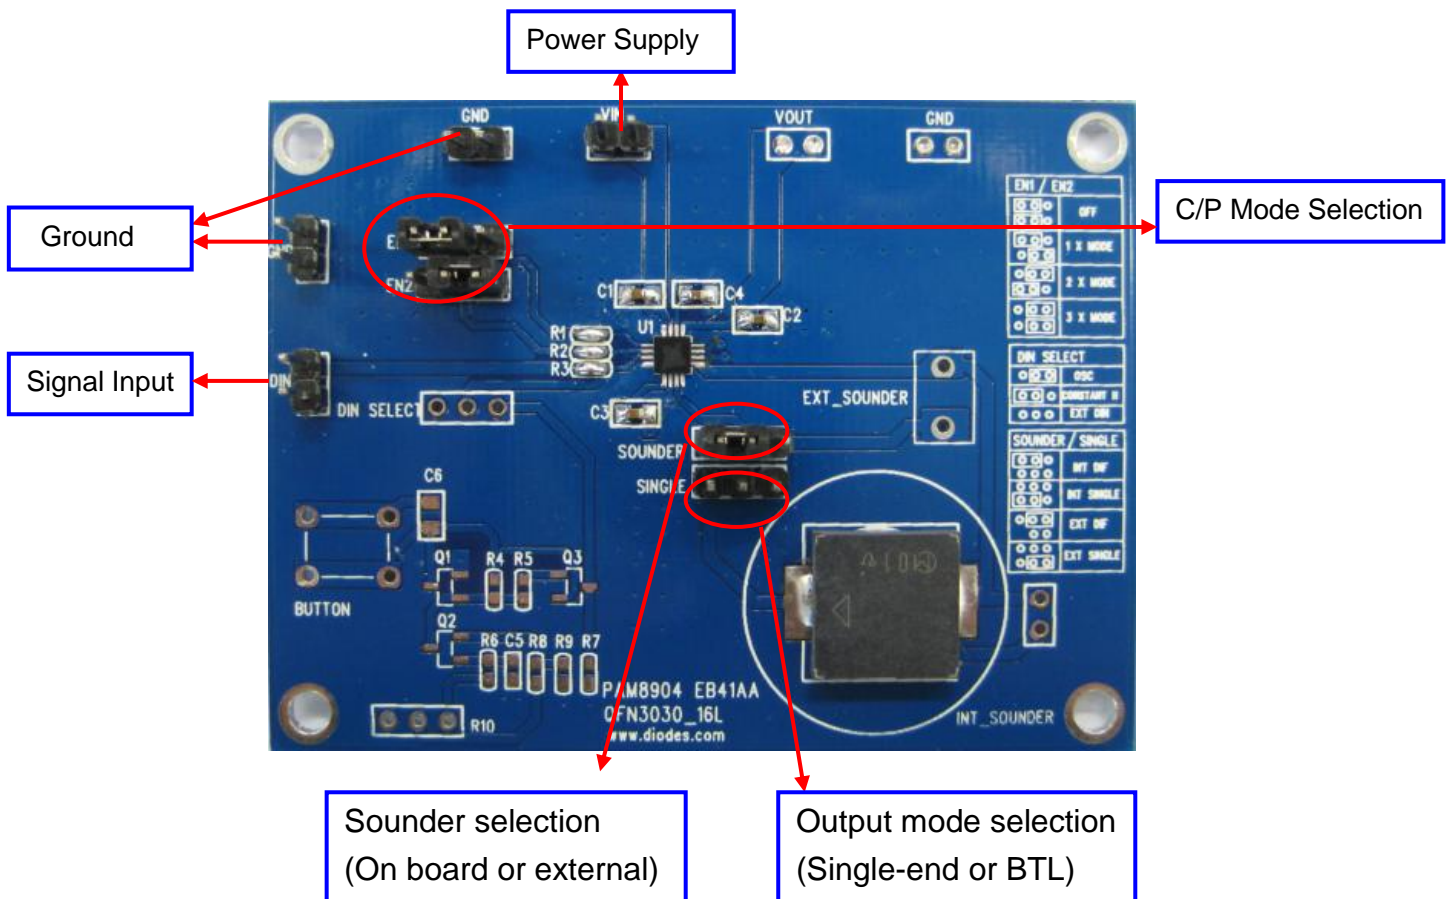 Power Supply
GND
VIN
VOUT
GND
EN1 / EN2
OFF
1 X MODE
2 X MODE
3 X MODE
C/P Mode Selection
Ground
GND
EN2
C1
C4
C2
U1
R1
R2
R3
Signal Input
DIN
DIN SELECT
C3
EXT_SOUNDER
DIN SELECT
OSC
CONSTANT H
EXT DIN
SOUNDER
SINGLE
SOUNDER / SINGLE
INT DIF
INT SINGLE
EXT DIF
EXT SINGLE
C6
Q1
R4
R5
Q3
BUTTON
Q2
R6 C5 R8 R9 R7
PAM8904 EB41AA
QFN3030_16L
www.diodes.com
R10
INT_SOUNDER
Sounder selection
(On board or external)
Output mode selection
(Single-end or BTL)